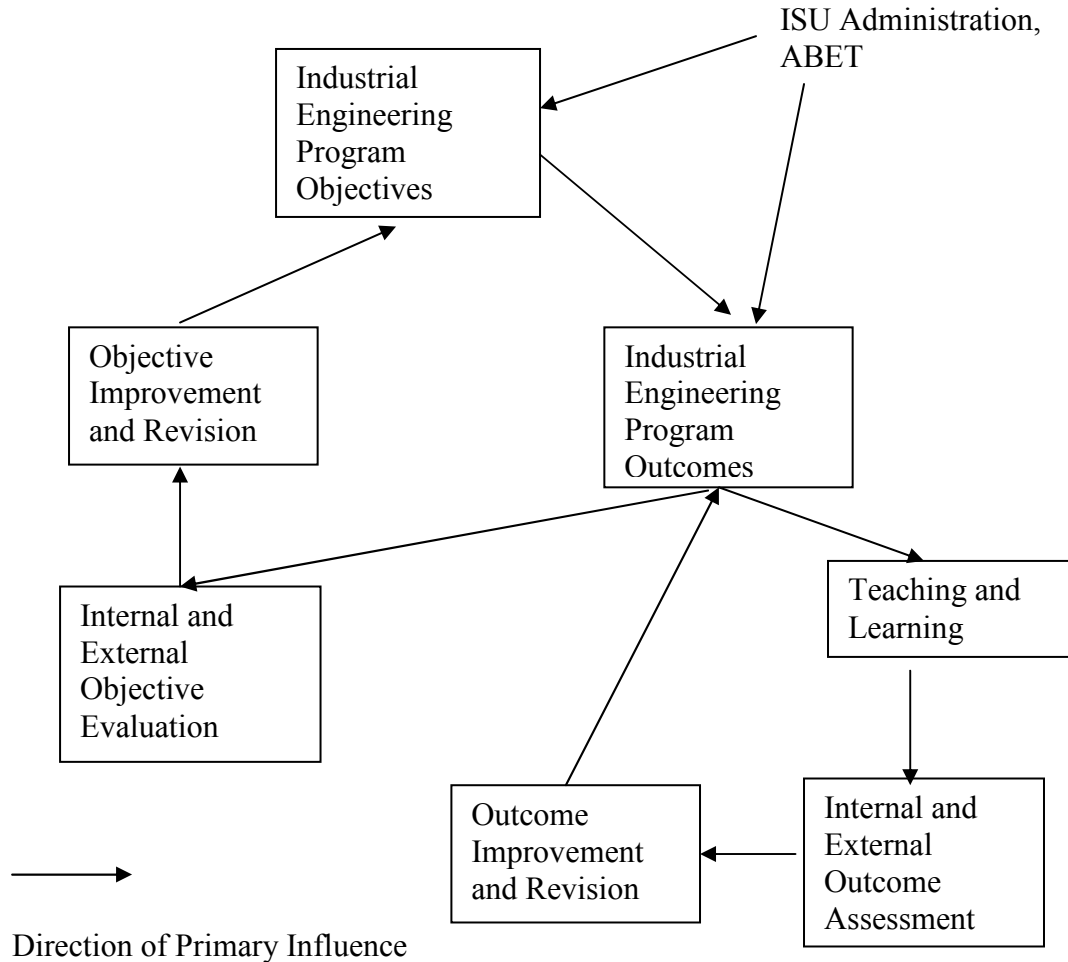 ISU Administration,
ABET
Industrial
Engineering
Program
Objectives
Objective
Improvement
and Revision
Industrial
Engineering
Program
Outcomes
Internal and
External
Objective
Evaluation
Teaching and
Learning
Outcome
Improvement
and Revision
Internal and
External
Outcome
Assessment
Direction of Primary Influence